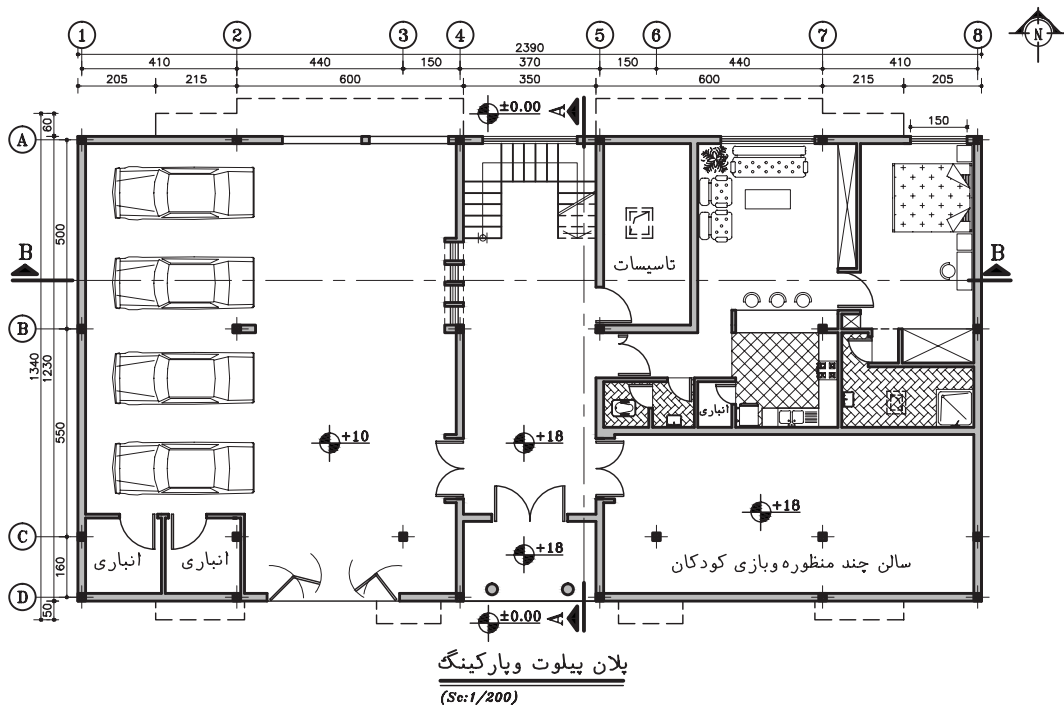 1 2 3 4 5 6 7 8
N
2390
410 440 150 370 150 440 410
205 215 600 350 600 215 205
±0.00 A
150
A
60
B B
500
تاسیسات
B
1340
1230
550
انباری
+10 +18
+18
سالن چند منظوره وبازی کودکان
C
انباری انباری
+18
160
D
50
±0.00 A
پلان پیلوت وپارکینگ
(Sc:1/200)